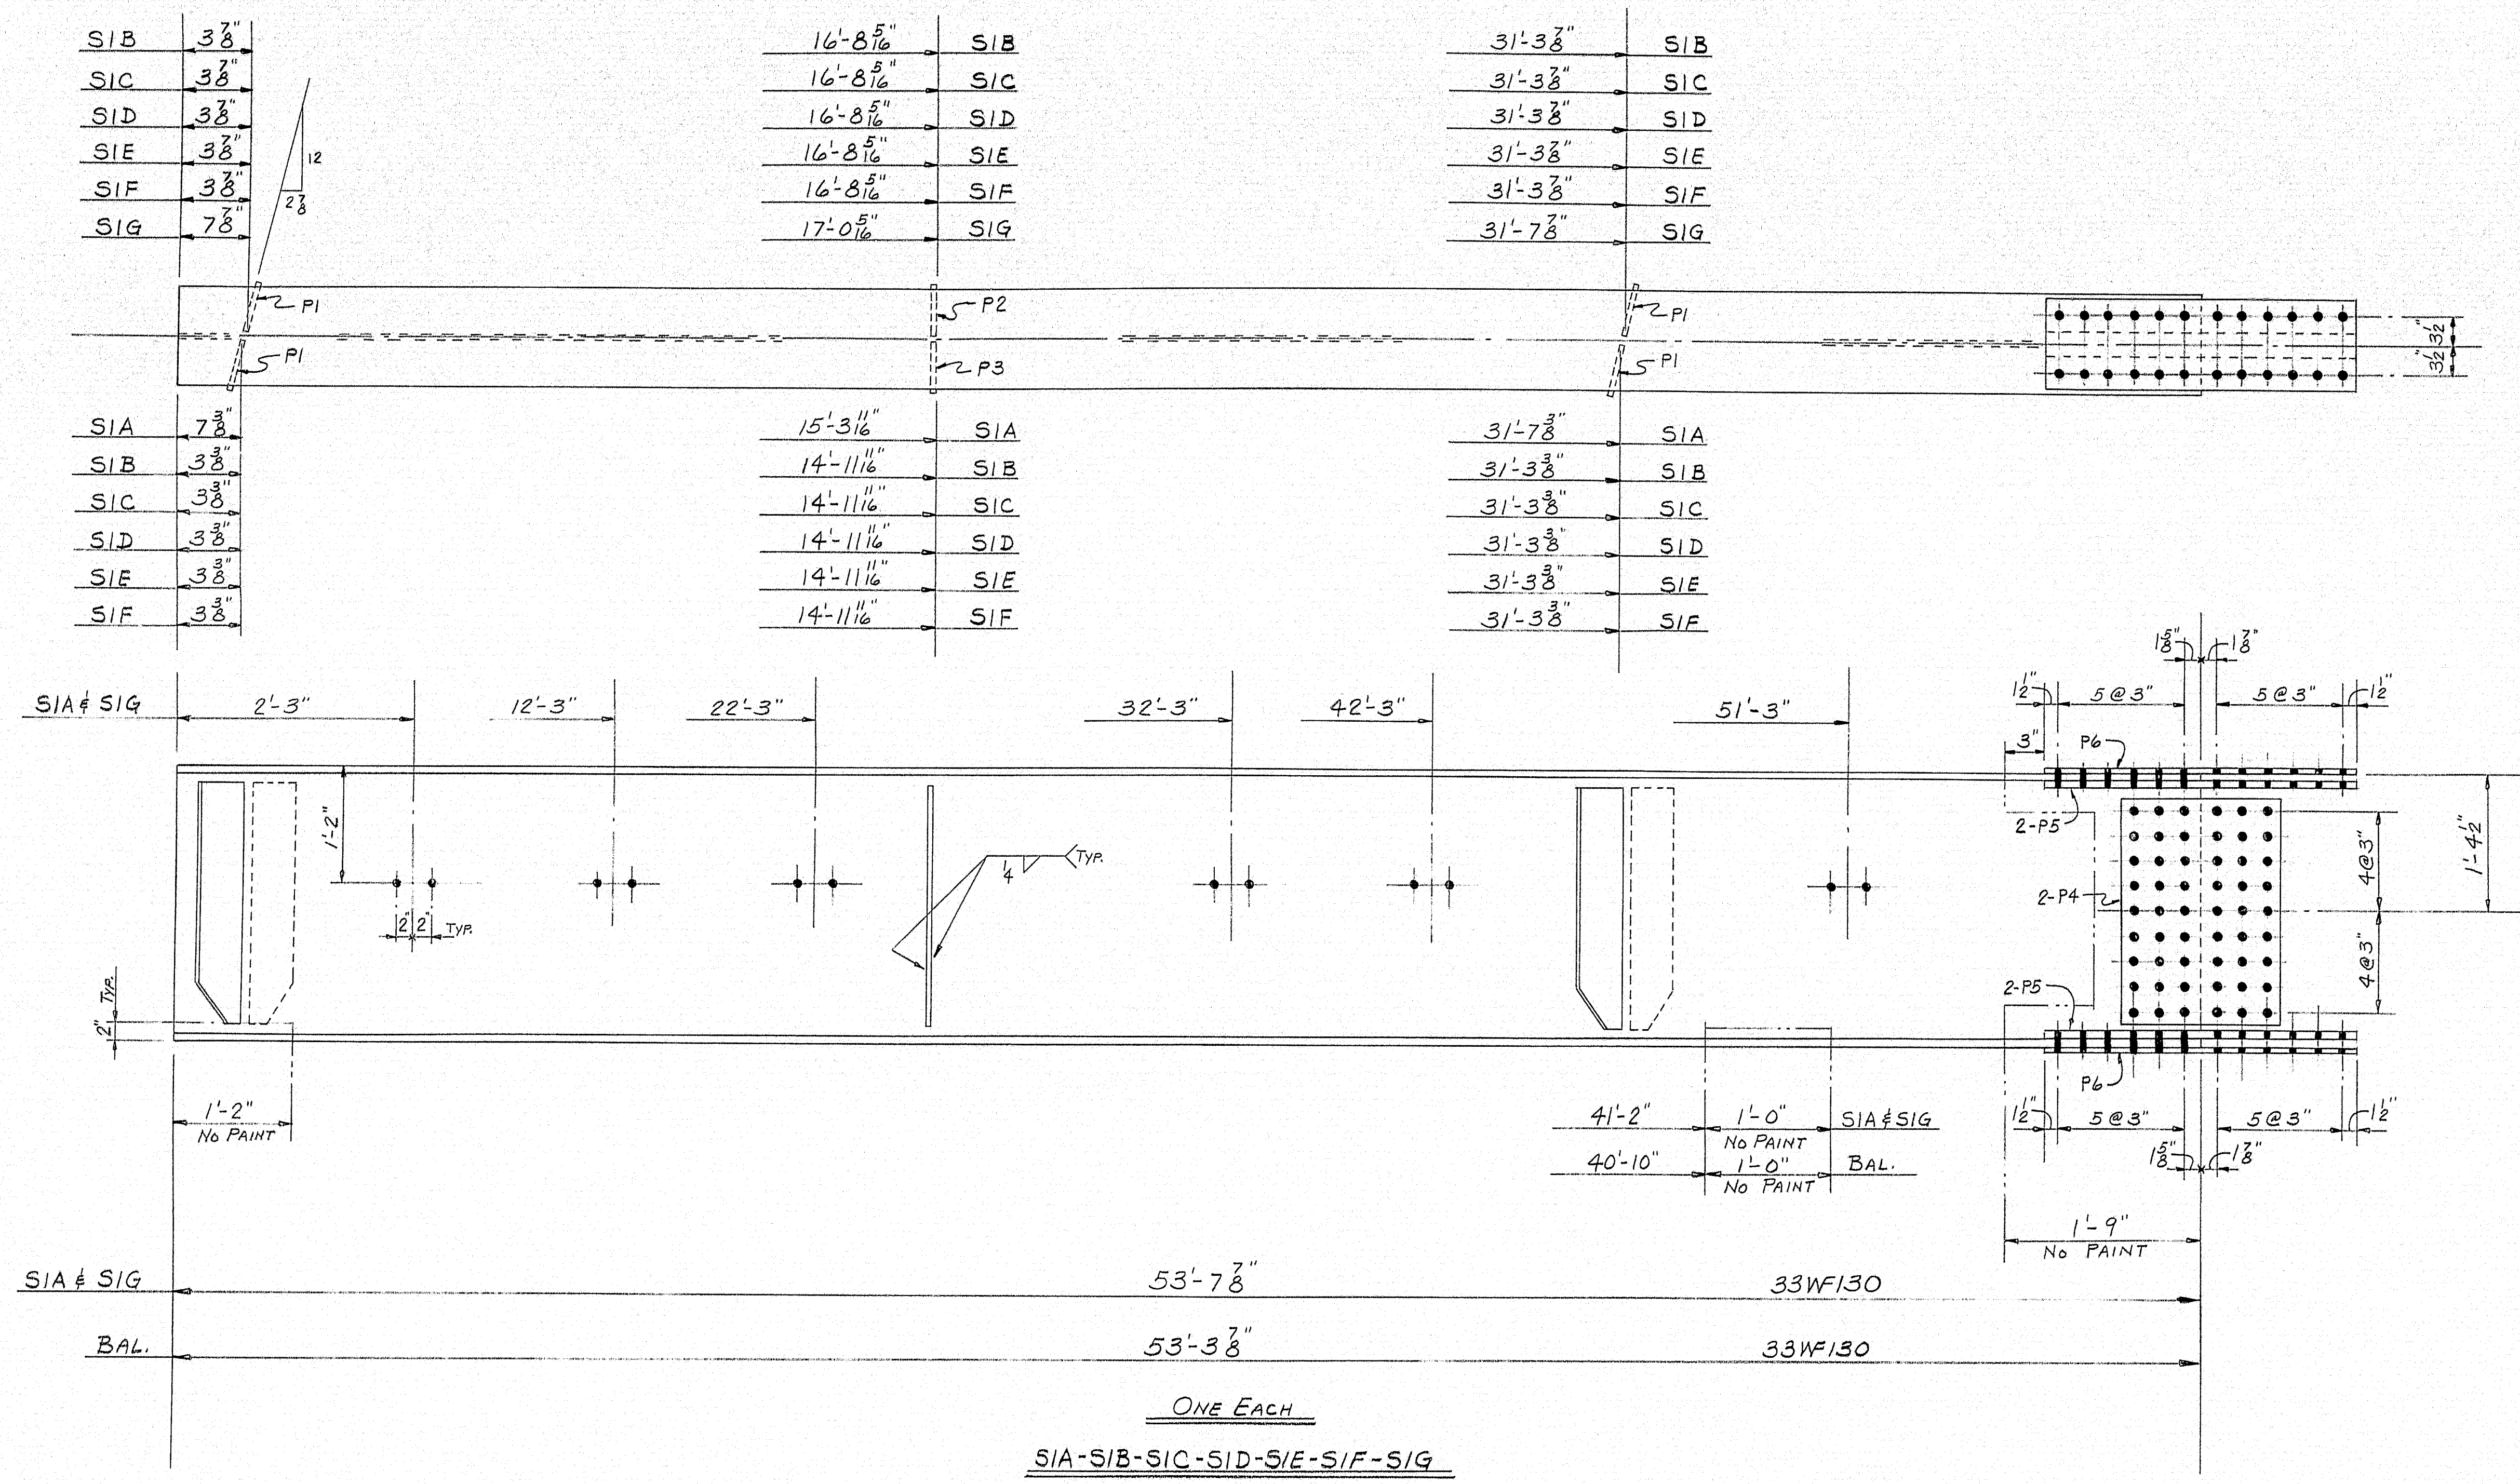 S1B 3 7/8" 16'-8 5/16" S1B 31'-3 7/8" S1B
S1C 3 7/8" 16'-8 5/16" S1C 31'-3 7/8" S1C
S1D 3 7/8" 16'-8 5/16" S1D 31'-3 7/8" S1D
S1E 3 7/8" 16'-8 5/16" S1E 31'-3 7/8" S1E
S1F 3 7/8" 16'-8 5/16" S1F 31'-3 7/8" S1F
S1G 7 7/8" 17'-0 5/16" S1G 31'-7 7/8" S1G
12
2 7/8
P1 P2 P1
P1 P3 P1
3 1/2"
3 1/2"
S1A 7 3/8" 15'-3 11/16" S1A 31'-7 3/8" S1A
S1B 3 3/8" 14'-11 11/16" S1B 31'-3 3/8" S1B
S1C 3 3/8" 14'-11 11/16" S1C 31'-3 3/8" S1C
S1D 3 3/8" 14'-11 11/16" S1D 31'-3 3/8" S1D
S1E 3 3/8" 14'-11 11/16" S1E 31'-3 3/8" S1E
S1F 3 3/8" 14'-11 11/16" S1F 31'-3 3/8" S1F
1 5/8" 1 7/8"
S1A & S1G 2'-3" 12'-3" 22'-3" 32'-3" 42'-3" 51'-3"
1 1/2" 5 @ 3" 5 @ 3" 1 1/2"
3" P6
1'-2"
2-P5
1/4 TYP.
2-P4
4@3"
1'-4 1/2"
2" 2" TYP.
4@3"
2-P5
2" TYP.
P6
1'-2"
NO PAINT
41'-2" 1'-0" S1A & S1G
NO PAINT
40'-10" 1'-0" BAL.
NO PAINT
1 1/2" 5 @ 3" 5 @ 3" 1 1/2"
1 5/8" 1 7/8"
1'-9"
NO PAINT
S1A & S1G 53'-7 7/8" 33WF130
BAL. 53'-3 7/8" 33WF130
ONE EACH
S1A-S1B-S1C-S1D-S1E-S1F-S1G